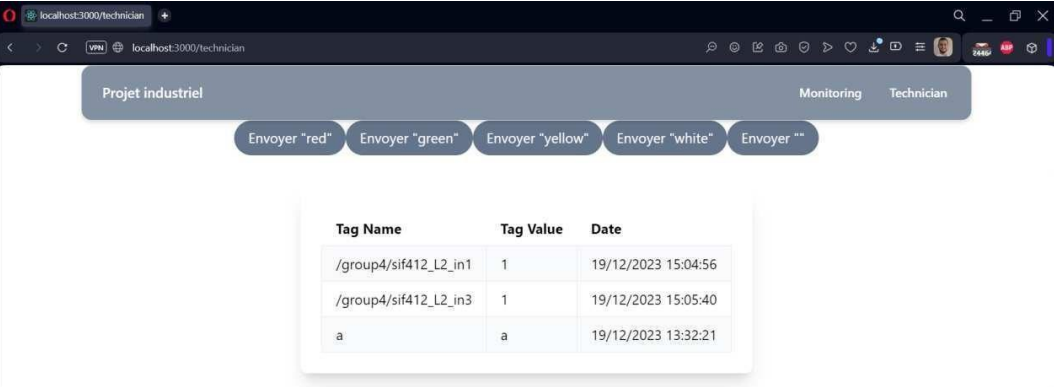 localhost:3000/technician
VPN localhost:3000/technician
ABP
Projet industriel Monitoring Technician
Envoyer "red" Envoyer "green" Envoyer "yellow" Envoyer "white" Envoyer ""
Tag Name Tag Value Date
/group4/sif412_L2_in1 1 19/12/2023 15:04:56
/group4/sif412_L2_in3 1 19/12/2023 15:05:40
a a 19/12/2023 13:32:21